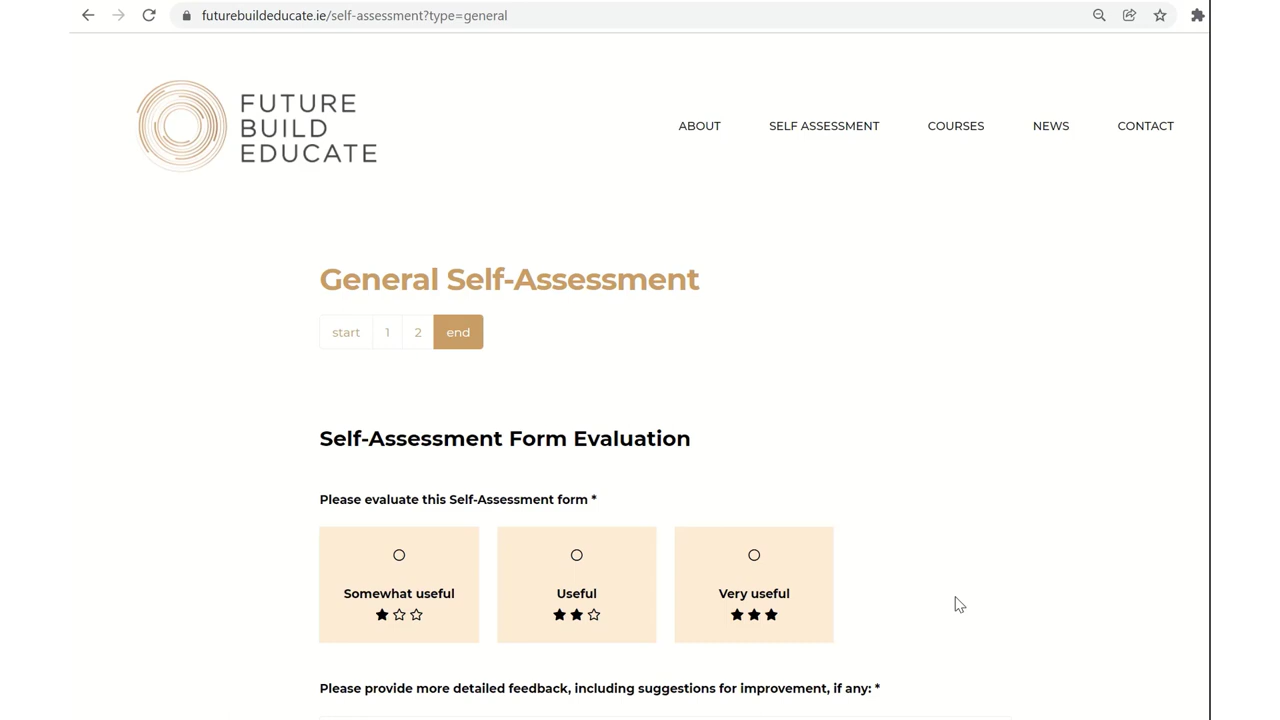 futurebuildeducate.ie/self-assessment?type=general
FUTURE
BUILD
EDUCATE
ABOUT SELF ASSESSMENT COURSES NEWS CONTACT
General Self-Assessment
start 1 2 end
Self-Assessment Form Evaluation
Please evaluate this Self-Assessment form *
Somewhat useful Useful Very useful
Please provide more detailed feedback, including suggestions for improvement, if any: *